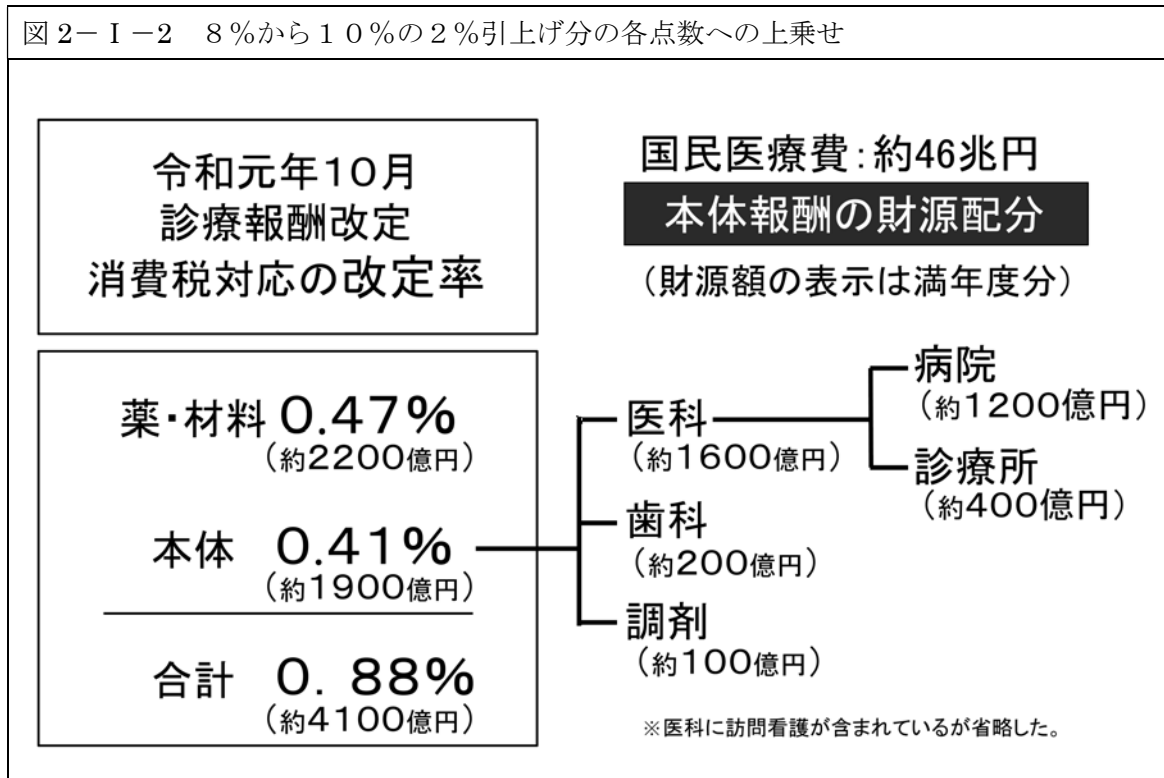 図 2－Ⅰ－2　8％から１０％の２％引上げ分の各点数への上乗せ
令和元年10月
診療報酬改定
消費税対応の改定率
国民医療費：約46兆円
本体報酬の財源配分
（財源額の表示は満年度分）
薬・材料 0.47％
（約2200億円）
本体 0.41％
（約1900億円）
合計 0. 88％
（約4100億円）
医科
（約1600億円）
歯科
（約200億円）
調剤
（約100億円）
病院
（約1200億円）
診療所
（約400億円）
※医科に訪問看護が含まれているが省略した。